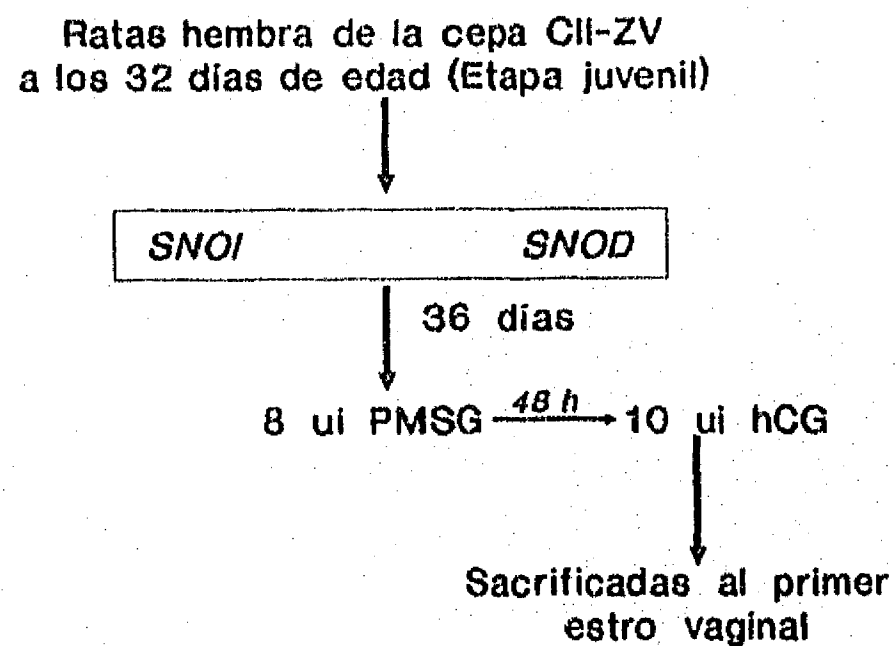 Ratas hembra de la cepa CII-ZV
a los 32 días de edad (Etapa juvenil)
SNOI SNOD
36 días
8 ui PMSG 48 h 10 ui hCG
Sacrificadas al primer
estro vaginal